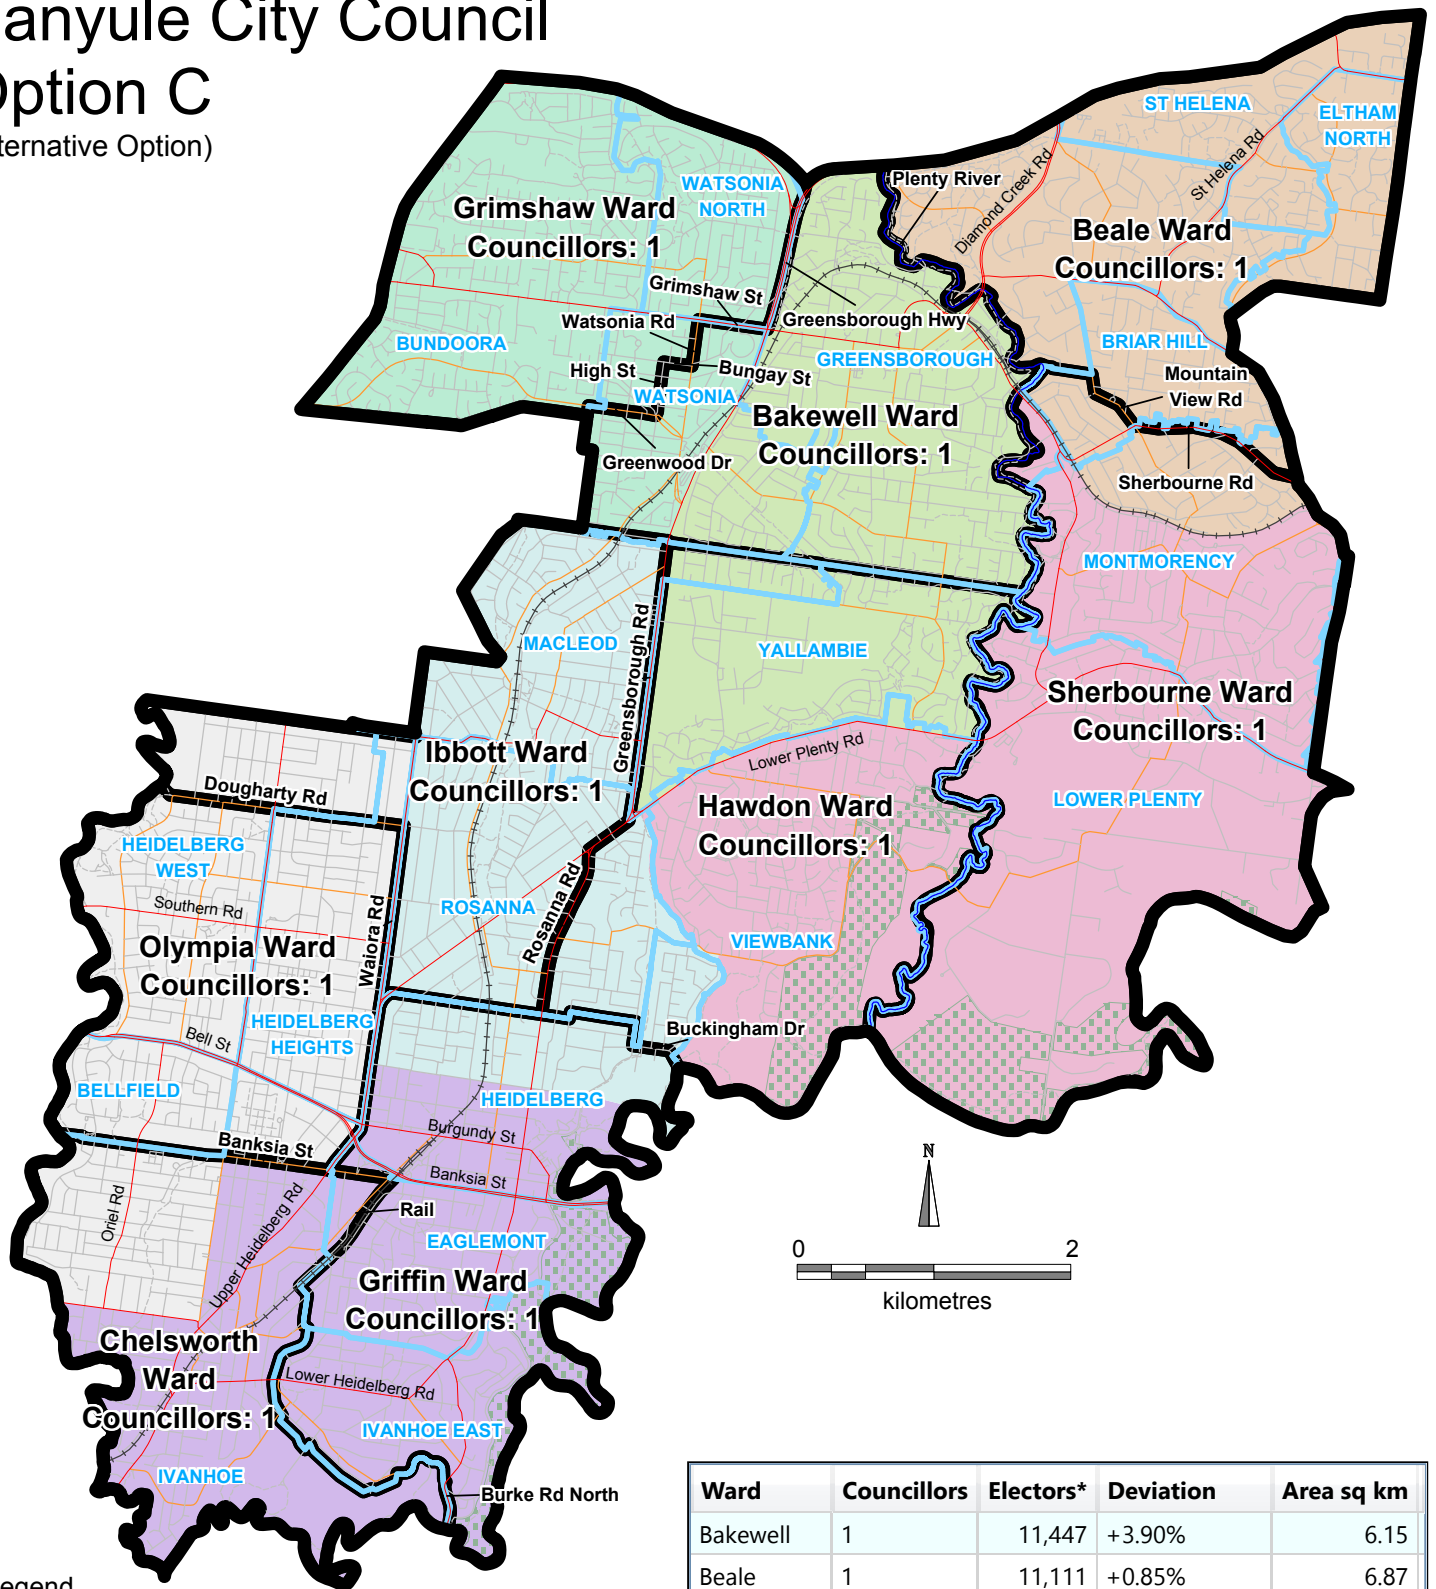 anyule City Council
Option C
ternative Option)
ST HELENA
ELTHAM
NORTH
Plenty River
Diamond Creek Rd
St Helena Rd
WATSONIA
NORTH
Grimshaw Ward
Councillors: 1
Beale Ward
Councillors: 1
Grimshaw St
Watsonia Rd
Greensborough Hwy
BUNDOORA
GREENSBOROUGH
BRIAR HILL
High St
Bungay St
WATSONIA
Mountain
View Rd
Bakewell Ward
Councillors: 1
Greenwood Dr
Sherbourne Rd
MONTMORENCY
MACLEOD
YALLAMBIE
Greensborough Rd
Sherbourne Ward
Councillors: 1
Ibbott Ward
Councillors: 1
Lower Plenty Rd
Dougharty Rd
Hawdon Ward
Councillors: 1
LOWER PLENTY
HEIDELBERG
WEST
Southern Rd
ROSANNA
Rosanna Rd
Waiora Rd
VIEWBANK
Olympia Ward
Councillors: 1
HEIDELBERG
HEIGHTS
Bell St
Buckingham Dr
BELLFIELD
HEIDELBERG
Burgundy St
Banksia St
Banksia St
N
Oriel Rd
Upper Heidelberg Rd
Rail
EAGLEMONT
0 2
kilometres
Griffin Ward
Councillors: 1
Chelsworth
Ward
Councillors: 1
Lower Heidelberg Rd
IVANHOE EAST
IVANHOE
Burke Rd North
Ward Councillors Electors* Deviation Area sq km
Bakewell 1 11,447 +3.90% 6.15
Beale 1 11,111 +0.85% 6.87
egend